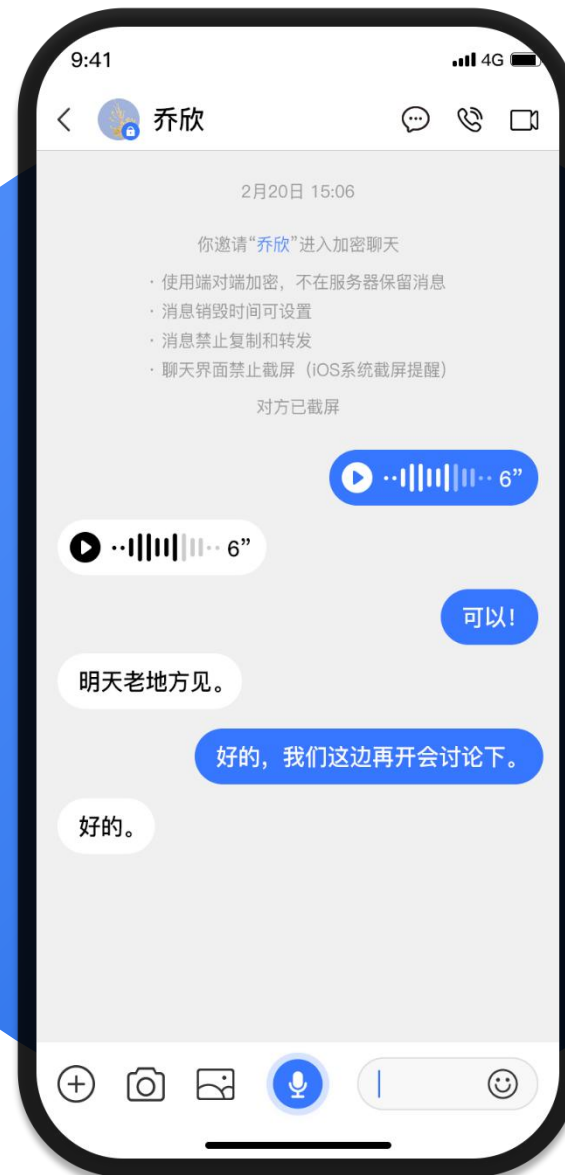 9:41
4G
乔欣
2月20日 15:06
你邀请“乔欣”进入加密聊天
· 使用端对端加密，不在服务器保留消息
· 消息销毁时间可设置
· 消息禁止复制和转发
· 聊天界面禁止截屏（iOS系统截屏提醒）
对方已截屏
6”
6”
可以！
明天老地方见。
好的，我们这边再开会讨论下。
好的。